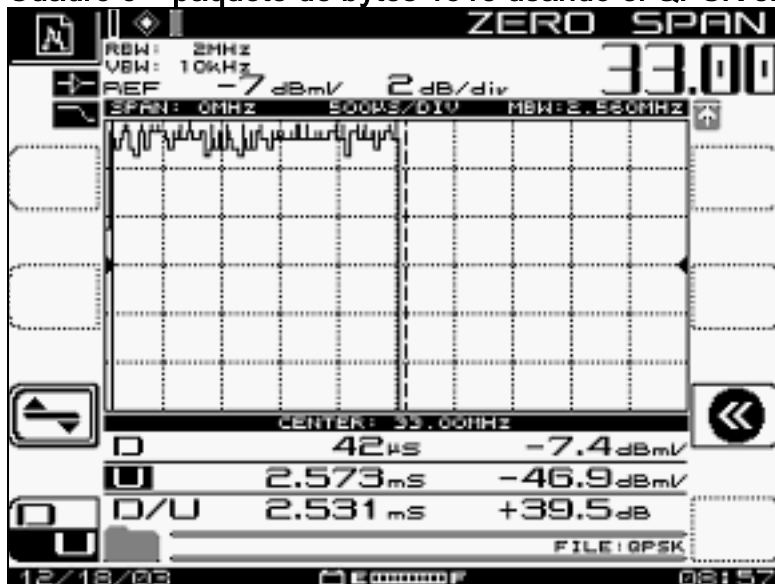 ZERO SPAN
RBW: 2MHz
VBW: 10kHz
REF -7 dBmV 2 dB/div
33.00
SPAN: 0MHz 500µS/DIV MBW:2.560MHz
CENTER: 33.00MHz
D 42µS -7.4dBmV
U 2.573mS -46.9dBmV
D/U 2.531mS +39.5dB
D
U
FILE:QPSK
12/18/03 E F 08:57